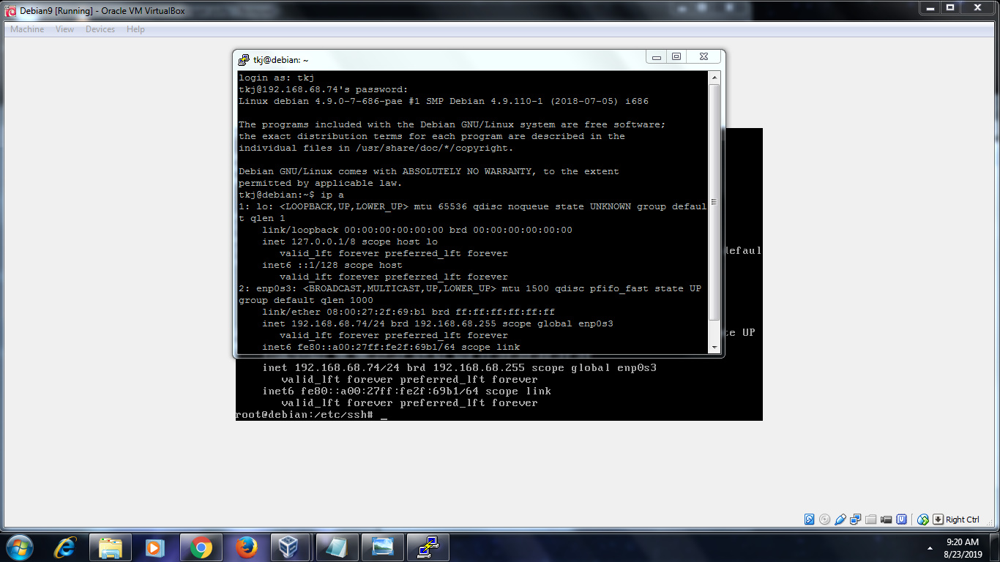 Debian9 [Running] - Oracle VM VirtualBox
Machine View Devices Help
tkj@debian: ~
login as: tkj
tkj@192.168.68.74's password:
Linux debian 4.9.0-7-686-pae #1 SMP Debian 4.9.110-1 (2018-07-05) i686
The programs included with the Debian GNU/Linux system are free software;
the exact distribution terms for each program are described in the
individual files in /usr/share/doc/*/copyright.
Debian GNU/Linux comes with ABSOLUTELY NO WARRANTY, to the extent
permitted by applicable law.
tkj@debian:~$ ip a
1: lo: <LOOPBACK,UP,LOWER_UP> mtu 65536 qdisc noqueue state UNKNOWN group defaul
t qlen 1
link/loopback 00:00:00:00:00:00 brd 00:00:00:00:00:00
inet 127.0.0.1/8 scope host lo
valid_lft forever preferred_lft forever
inet6 ::1/128 scope host
valid_lft forever preferred_lft forever
2: enp0s3: <BROADCAST,MULTICAST,UP,LOWER_UP> mtu 1500 qdisc pfifo_fast state UP
group default qlen 1000
link/ether 08:00:27:2f:69:b1 brd ff:ff:ff:ff:ff:ff
inet 192.168.68.74/24 brd 192.168.68.255 scope global enp0s3
valid_lft forever preferred_lft forever
inet6 fe80::a00:27ff:fe2f:69b1/64 scope link
defaul
te UP
inet 192.168.68.74/24 brd 192.168.68.255 scope global enp0s3
valid_lft forever preferred_lft forever
inet6 fe80::a00:27ff:fe2f:69b1/64 scope link
valid_lft forever preferred_lft forever
root@debian:/etc/ssh# _
Right Ctrl
9:20 AM
8/23/2019